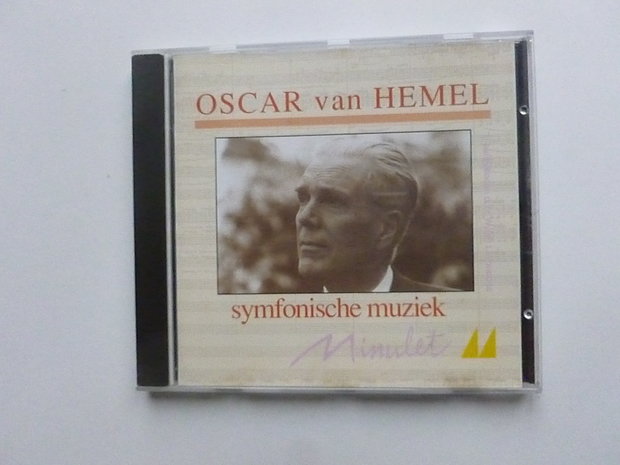 OSCAR van HEMEL
symfonische muziek
Minulet